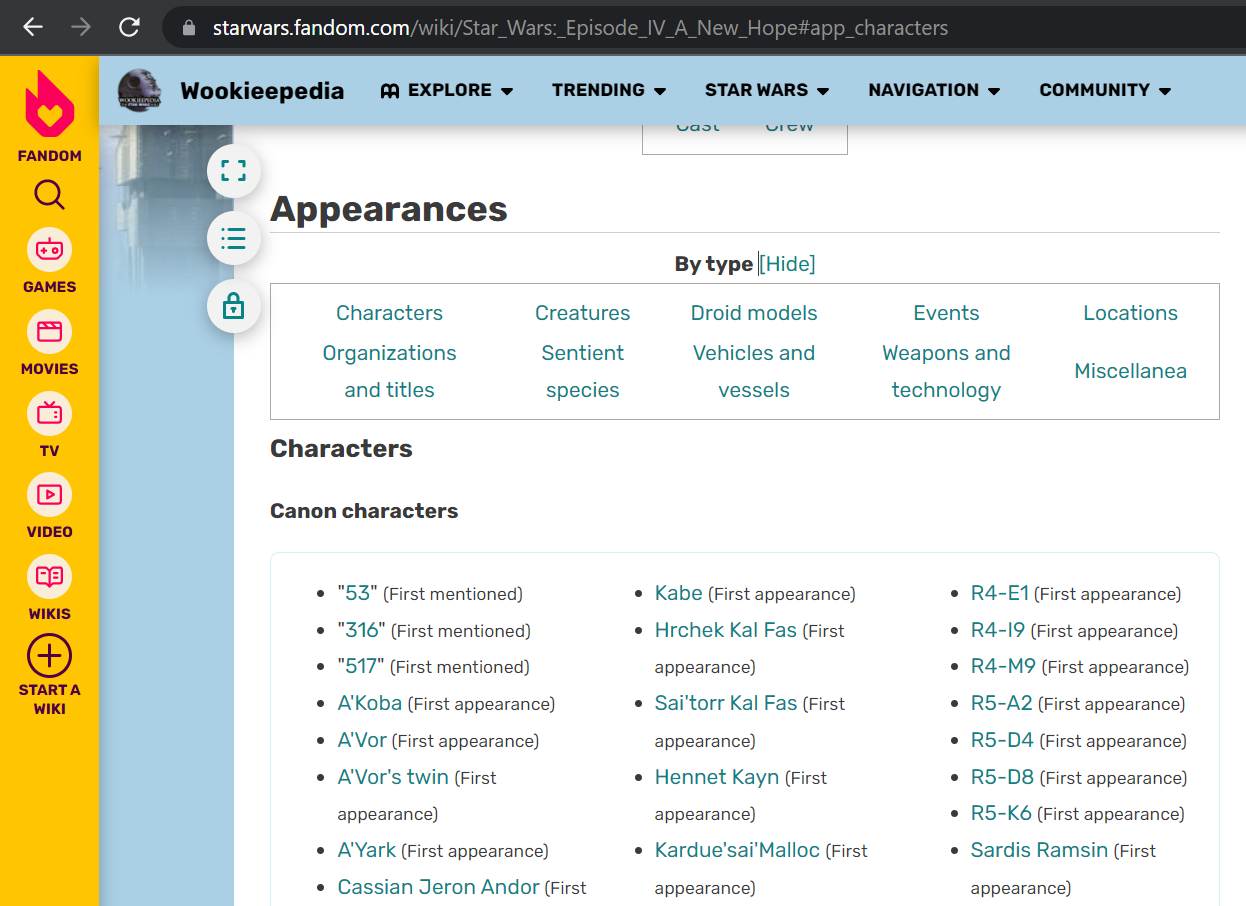 starwars.fandom.com/wiki/Star_Wars:_Episode_IV_A_New_Hope#app_characters
FANDOM
GAMES
MOVIES
TV
VIDEO
WIKIS
START A
WIKI
Wookieepedia EXPLORE TRENDING STAR WARS NAVIGATION COMMUNITY
Cast Crew
Appearances
By type [Hide]
Characters Creatures Droid models Events Locations
Organizations and titles Sentient species Vehicles and vessels Weapons and technology Miscellanea
Characters
Canon characters
"53" (First mentioned)
"316" (First mentioned)
"517" (First mentioned)
A'Koba (First appearance)
A'Vor (First appearance)
A'Vor's twin (First
appearance)
A'Yark (First appearance)
Cassian Jeron Andor (First
Kabe (First appearance)
Hrchek Kal Fas (First
appearance)
Sai'torr Kal Fas (First
appearance)
Hennet Kayn (First
appearance)
Kardue'sai'Malloc (First
appearance)
R4-E1 (First appearance)
R4-I9 (First appearance)
R4-M9 (First appearance)
R5-A2 (First appearance)
R5-D4 (First appearance)
R5-D8 (First appearance)
R5-K6 (First appearance)
Sardis Ramsin (First
appearance)